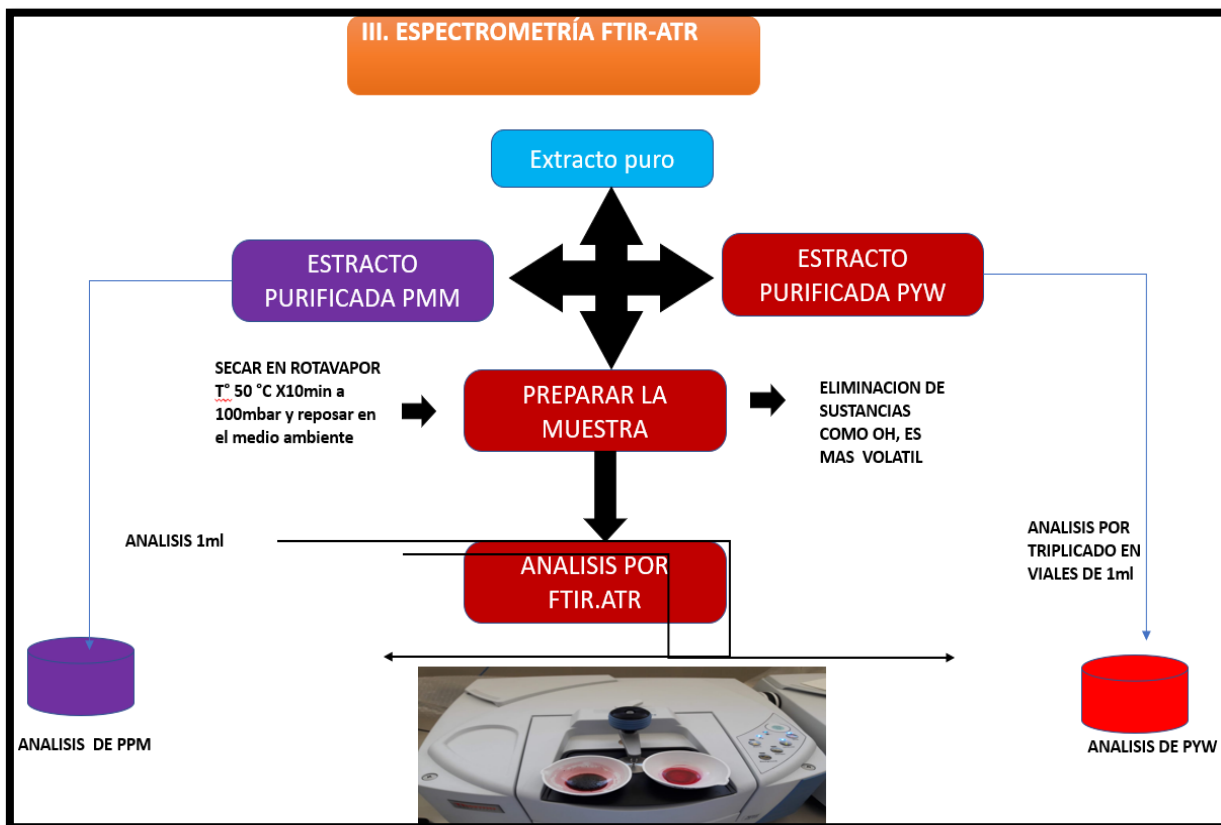 III. ESPECTROMETRÍA FTIR-ATR
Extracto puro
ESTRACTO
PURIFICADA PMM
ESTRACTO
PURIFICADA PYW
SECAR EN ROTAVAPOR
T° 50 °C X10min a
100mbar y reposar en
el medio ambiente
PREPARAR LA
MUESTRA
ELIMINACION DE
SUSTANCIAS
COMO OH, ES
MAS VOLATIL
ANALISIS 1ml
ANALISIS POR
FTIR.ATR
ANALISIS POR
TRIPLICADO EN
VIALES DE 1ml
ANALISIS DE PPM
ANALISIS DE PYW